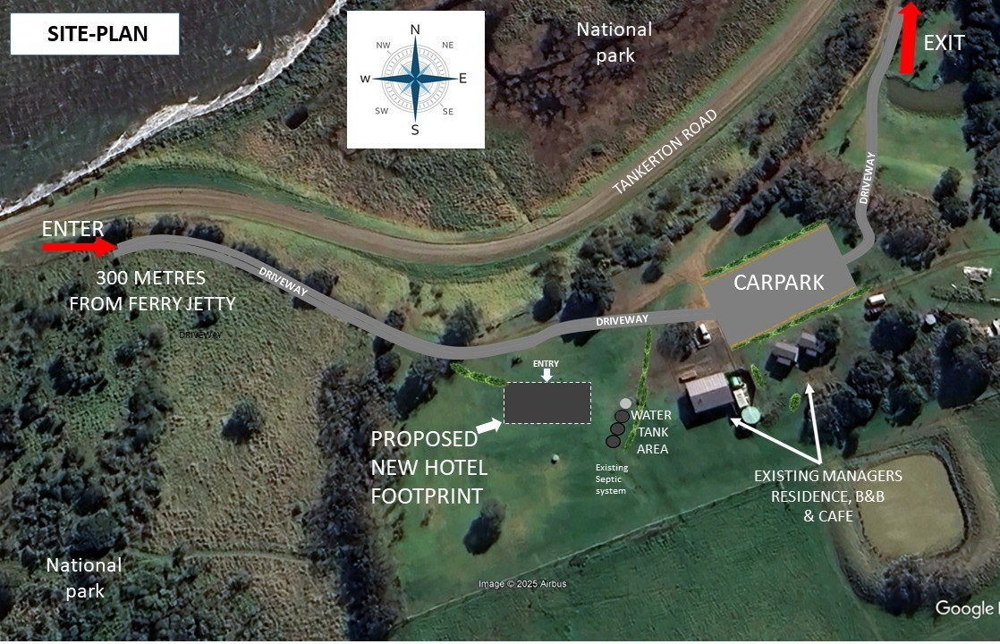 SITE-PLAN
N
NW
NE
W
E
SW
SE
S
National
park
EXIT
TANKERTON ROAD
DRIVEWAY
ENTER
300 METRES
FROM FERRY JETTY
DRIVEWAY
DRIVEWAY
CARPARK
DRIVEWAY
ENTRY
PROPOSED
NEW HOTEL
FOOTPRINT
WATER
TANK
AREA
Existing
Septic
system
EXISTING MANAGERS
RESIDENCE, B&B
& CAFE
National
park
Image © 2025 Airbus
Google